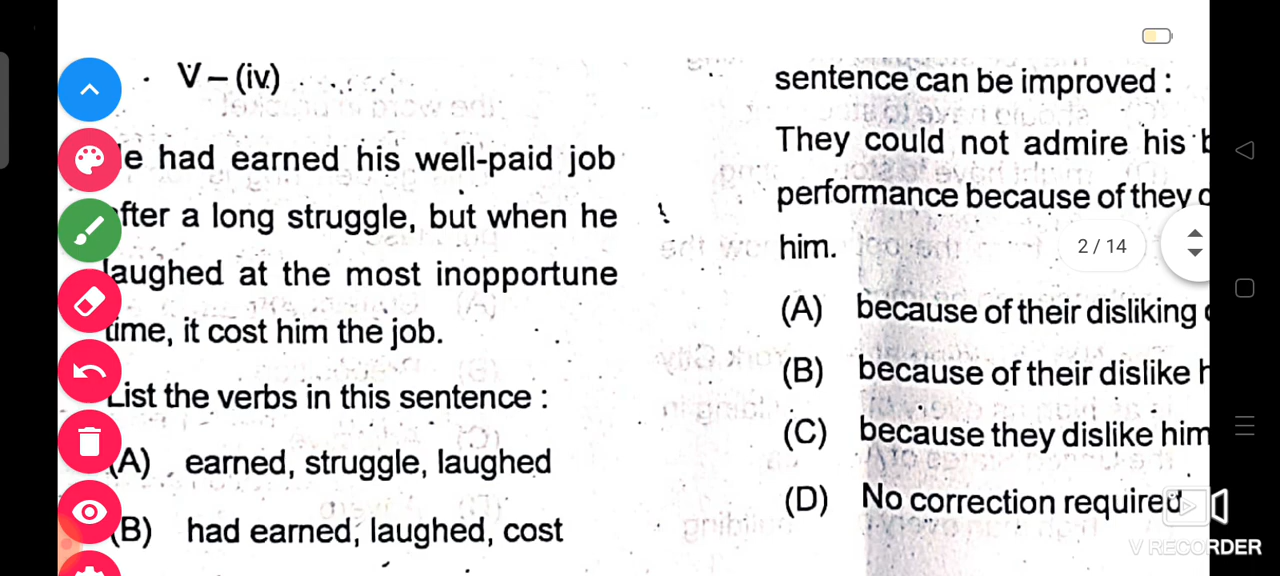 V – (iv)
had earned his well-paid job
after a long struggle, but when he
laughed at the most inopportune
time, it cost him the job.
List the verbs in this sentence :
(A) earned, struggle, laughed
(B) had earned, laughed, cost
sentence can be improved :
They could not admire his
performance because of they
him.
(A) because of their disliking
(B) because of their dislike
(C) because they dislike him
(D) No correction required
2 / 14
V RECORDER